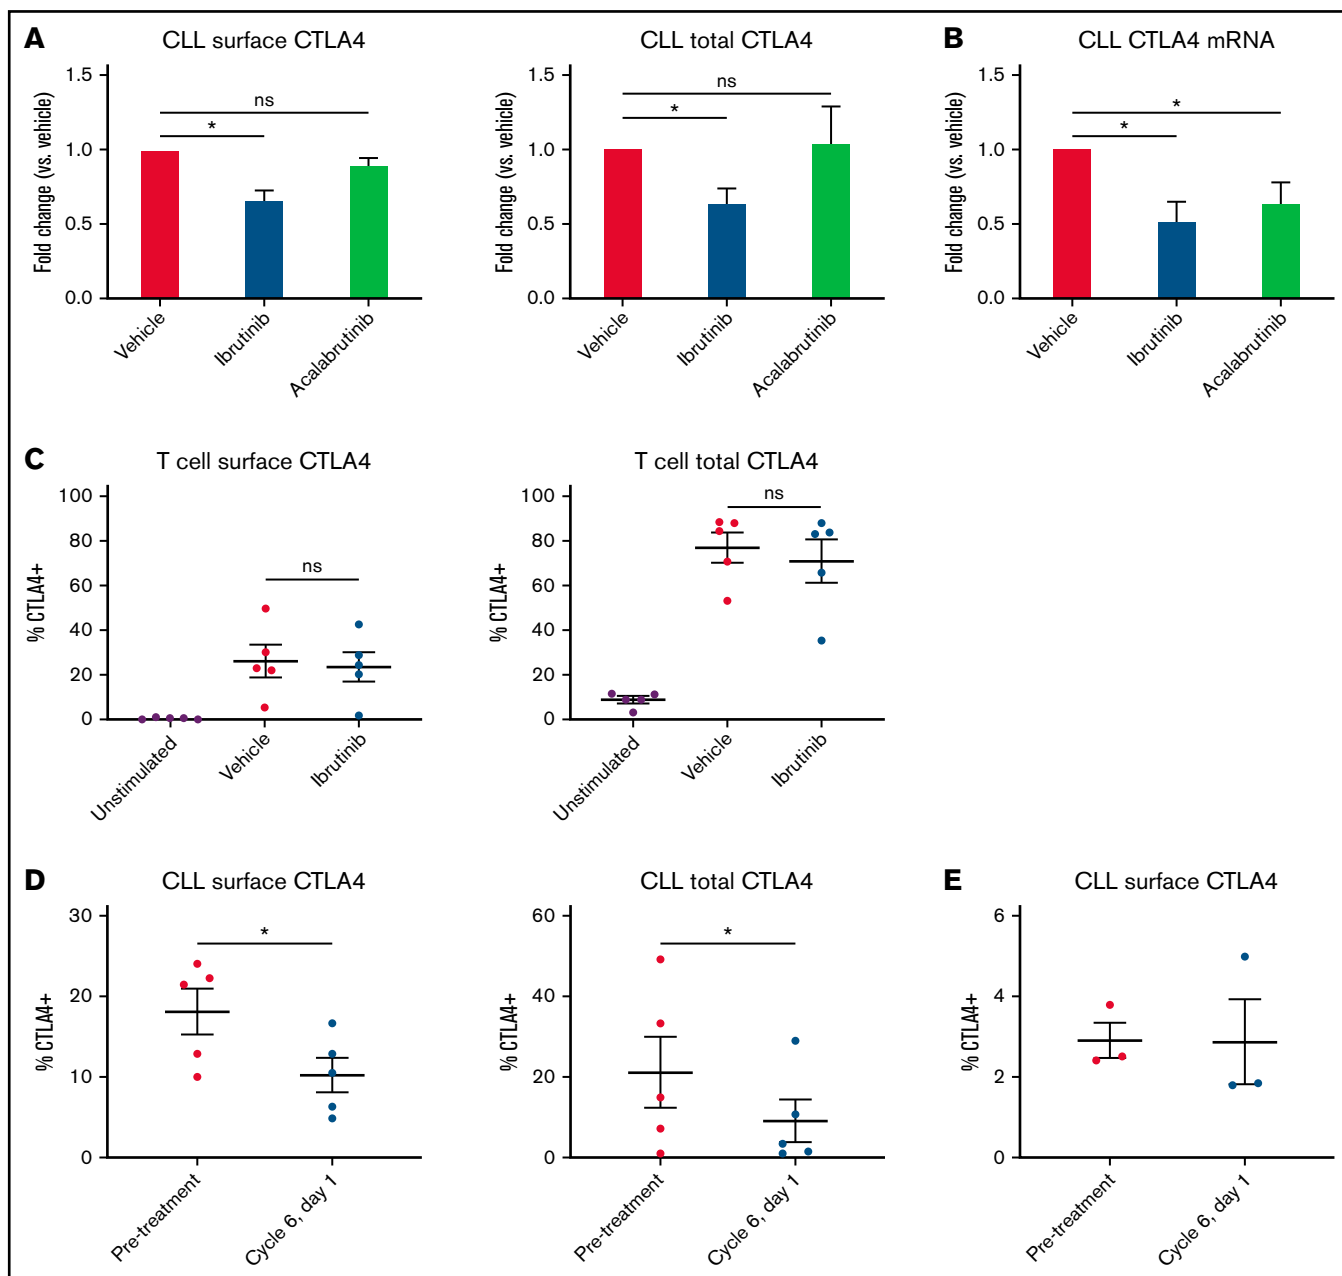 A
CLL surface CTLA4
Fold change (vs. vehicle)
1.5
1.0
0.5
0.0
ns
*
Vehicle
Ibrutinib
Acalabrutinib
CLL total CTLA4
Fold change (vs. vehicle)
1.5
1.0
0.5
0.0
ns
*
Vehicle
Ibrutinib
Acalabrutinib
B
CLL CTLA4 mRNA
Fold change (vs. vehicle)
1.5
1.0
0.5
0.0
*
*
Vehicle
Ibrutinib
Acalabrutinib
C
T cell surface CTLA4
% CTLA4+
100
80
60
40
20
0
ns
Unstimulated
Vehicle
Ibrutinib
T cell total CTLA4
% CTLA4+
100
80
60
40
20
0
ns
Unstimulated
Vehicle
Ibrutinib
D
CLL surface CTLA4
% CTLA4+
30
20
10
0
*
Pre-treatment
Cycle 6, day 1
CLL total CTLA4
% CTLA4+
60
40
20
0
*
Pre-treatment
Cycle 6, day 1
E
CLL surface CTLA4
% CTLA4+
6
4
2
0
Pre-treatment
Cycle 6, day 1